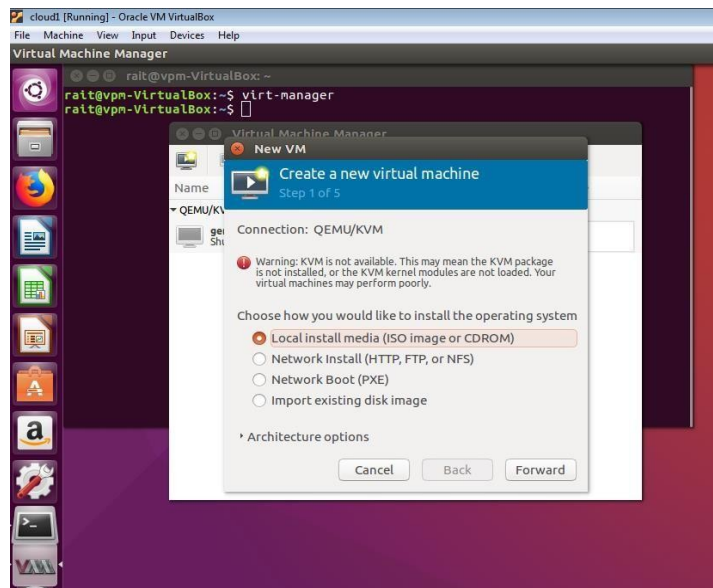 cloud1 [Running] - Oracle VM VirtualBox
File Machine View Input Devices Help
Virtual Machine Manager
rait@vpm-VirtualBox: ~
rait@vpm-VirtualBox:~$ virt-manager
rait@vpm-VirtualBox:~$
Virtual Machine Manager
New VM
Create a new virtual machine
Step 1 of 5
Name
QEMU/KV
ge
Shu
Connection: QEMU/KVM
Warning: KVM is not available. This may mean the KVM package
is not installed, or the KVM kernel modules are not loaded. Your
virtual machines may perform poorly.
Choose how you would like to install the operating system
Local install media (ISO image or CDROM)
Network Install (HTTP, FTP, or NFS)
Network Boot (PXE)
Import existing disk image
Architecture options
Cancel Back Forward